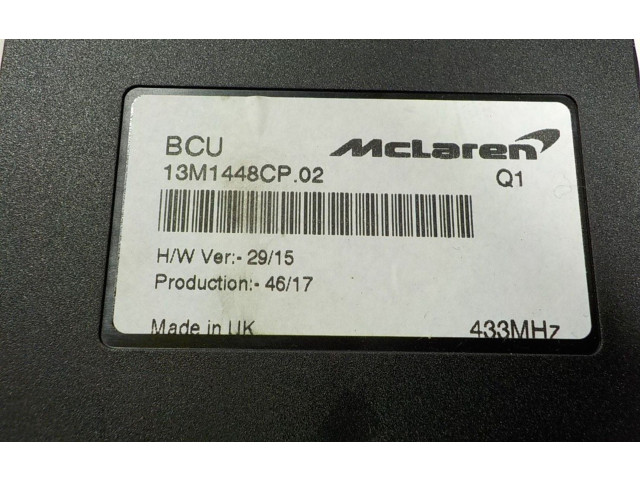 BCU McLaren
13M1448CP.02 Q1
H/W Ver:- 29/15
Production:- 46/17
Made in UK 433MHz